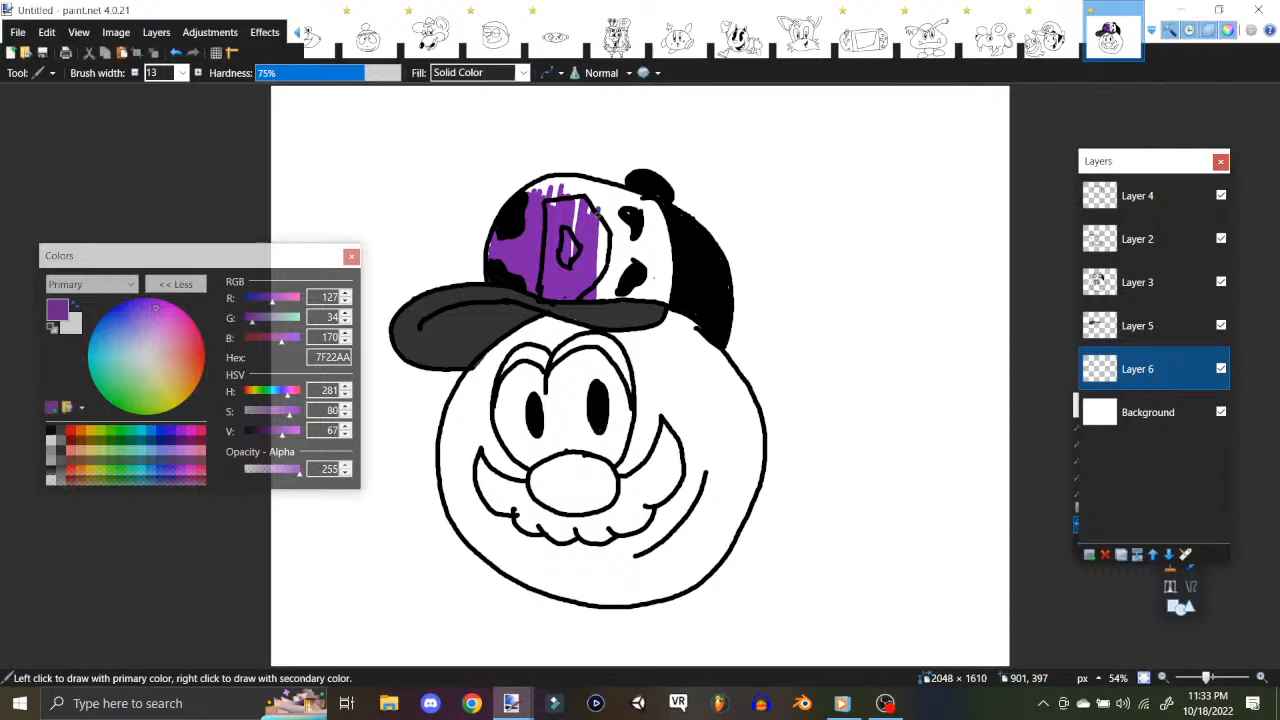 Untitled - paint.net 4.0.21
File Edit View Image Layers Adjustments Effects
Tool: Brush width: 13 Hardness: 75% Fill: Solid Color Normal
Layers
Layer 4
Layer 2
Layer 3
Layer 5
Layer 6
Background
Colors
Primary << Less
RGB
R: 127
G: 34
B: 170
Hex: 7F22AA
HSV
H: 281
S: 80
V: 67
Opacity - Alpha
255
D
Left click to draw with primary color, right click to draw with secondary color.
2048 × 1610 901, 397 px 54%
Type here to search
VR
11:33 PM
10/18/2022